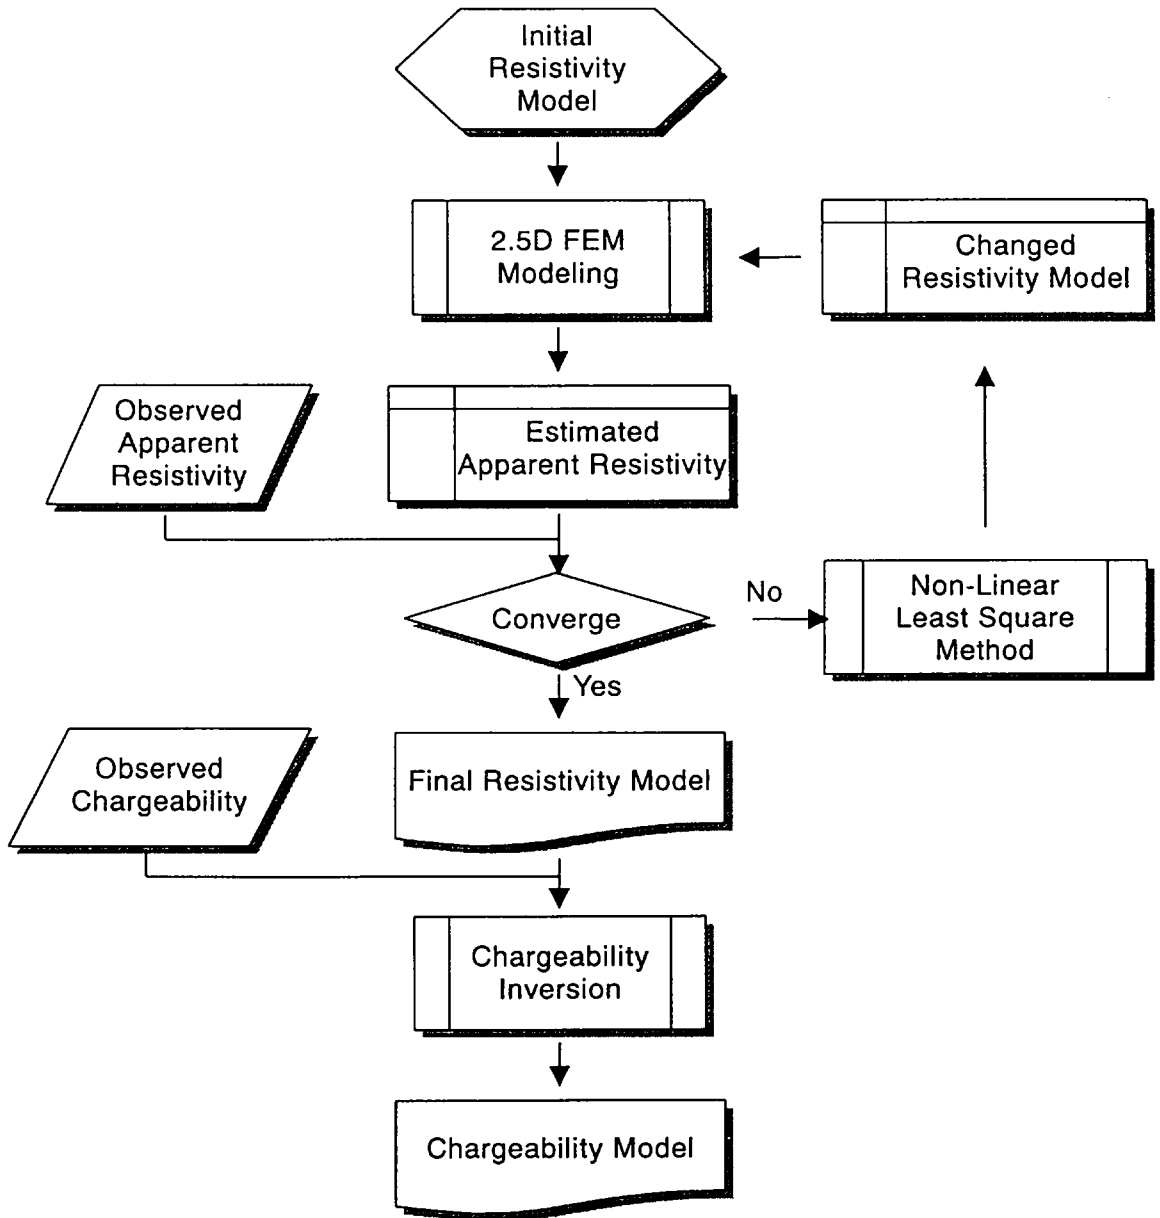 Initial
Resistivity
Model
2.5D FEM
Modeling
Changed
Resistivity Model
Observed
Apparent
Resistivity
Estimated
Apparent Resistivity
Converge
No
Non-Linear
Least Square
Method
Yes
Observed
Chargeability
Final Resistivity Model
Chargeability
Inversion
Chargeability Model